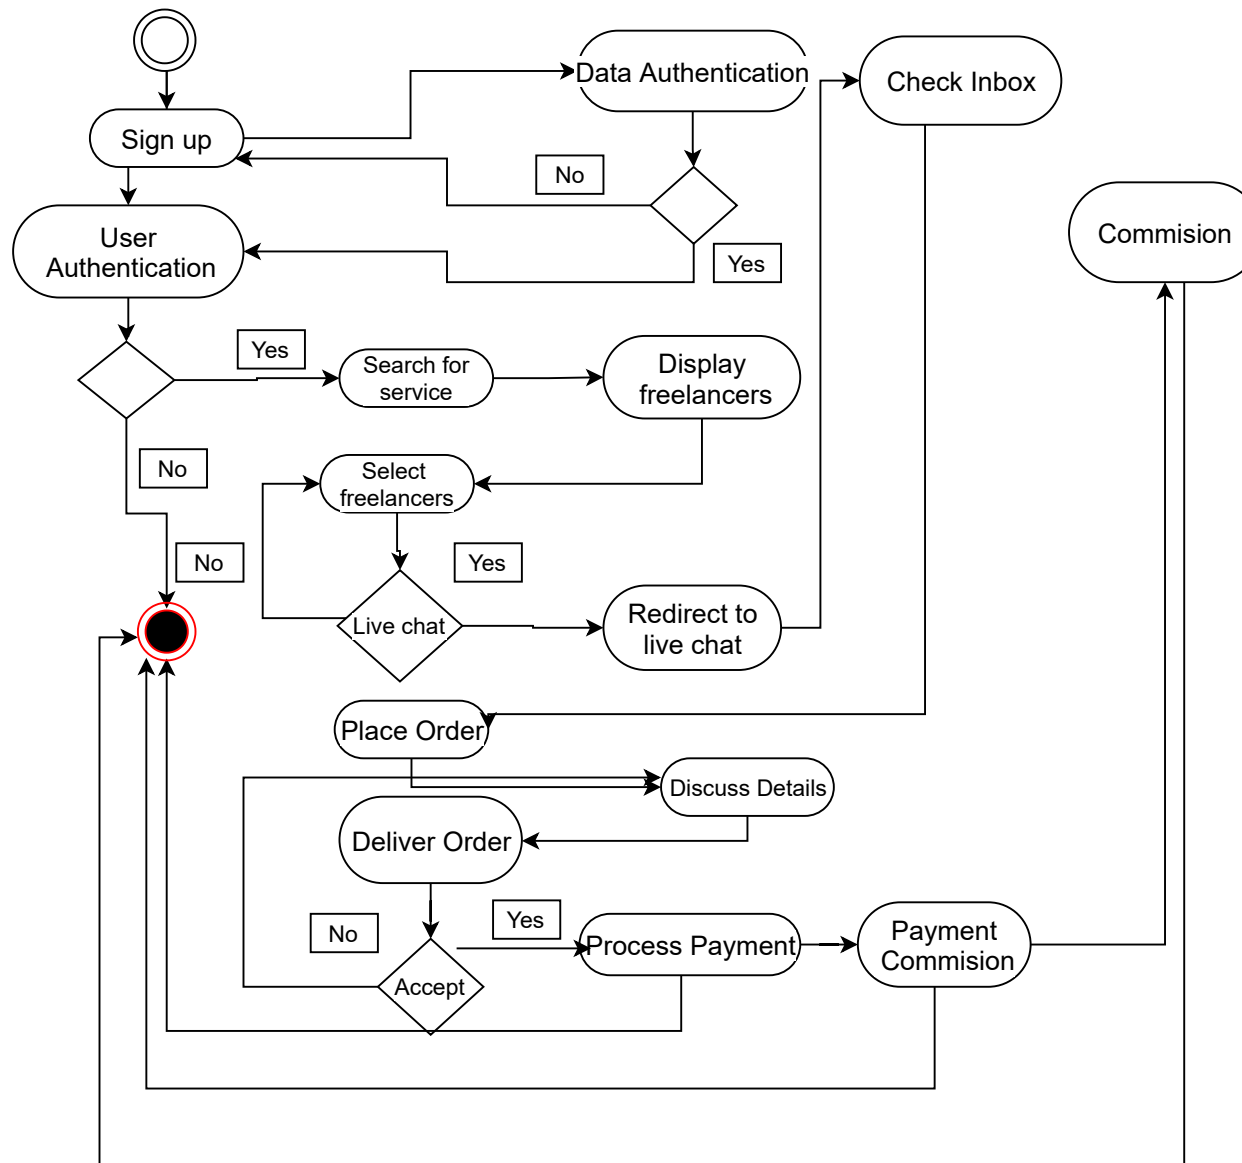 Data Authentication
Check Inbox
Sign up
No
User
Authentication
Yes
Commision
Yes
Search for
service
Display
freelancers
No
Select
freelancers
No
Yes
Live chat
Redirect to
live chat
Place Order
Discuss Details
Deliver Order
No
Yes
Process Payment
Payment
Commision
Accept